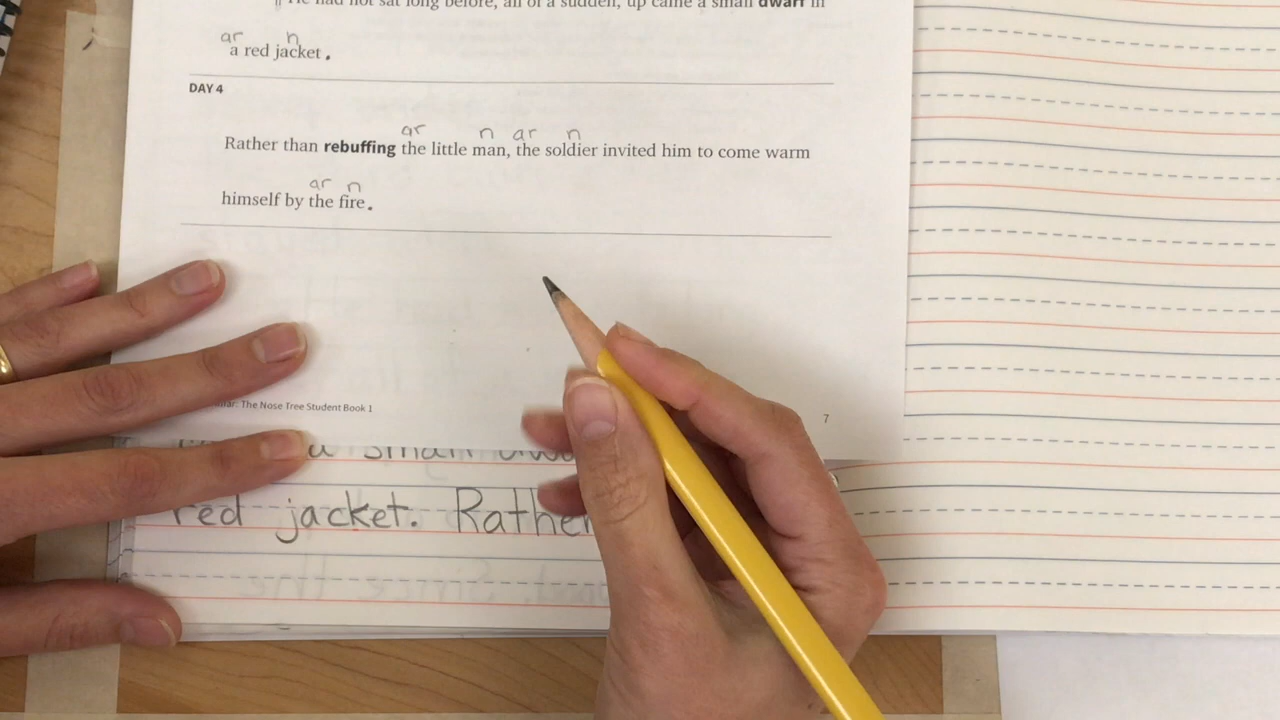 He had not sat long before, all of a sudden, up came a small dwarf in
ar n
a red jacket.
DAY 4
ar n ar n
Rather than rebuffing the little man, the soldier invited him to come warm
ar n
himself by the fire.
The Nose Tree Student Book 1
7
a small
red jacket. Rather